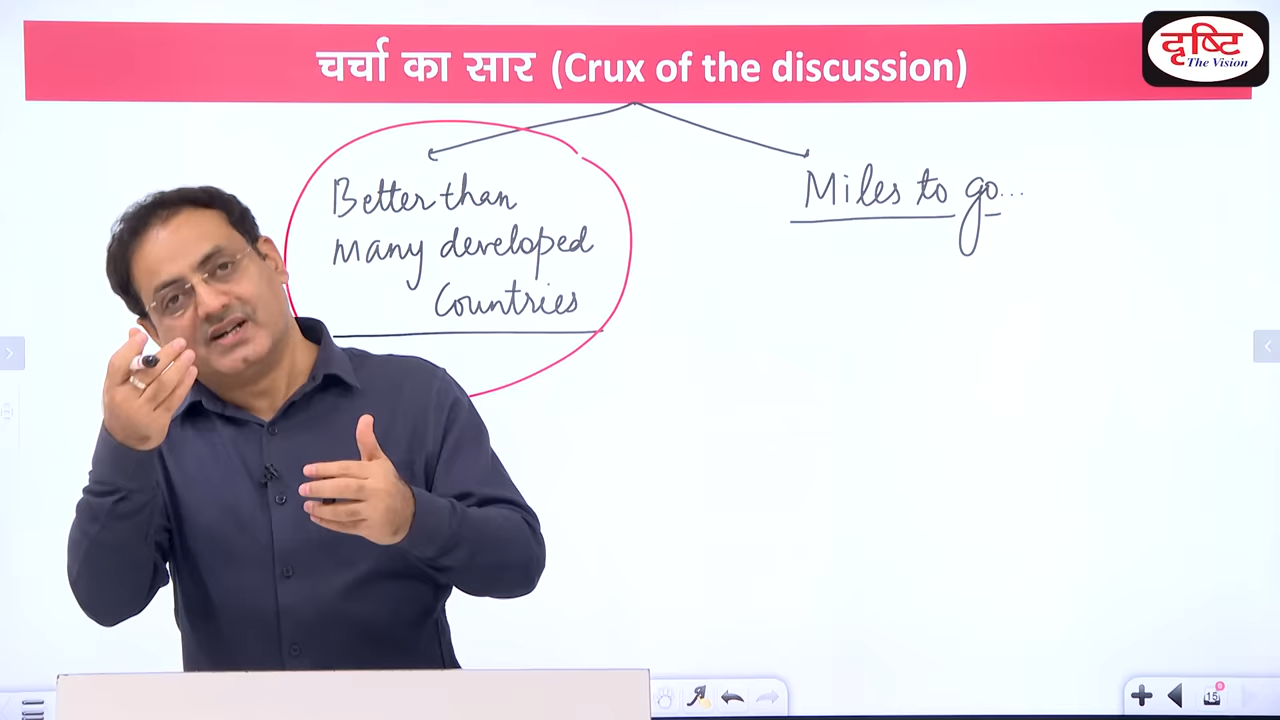 चर्चा का सार (Crux of the discussion)
दृष्टि
The Vision
Better than
many developed
Countries
Miles to go...
15